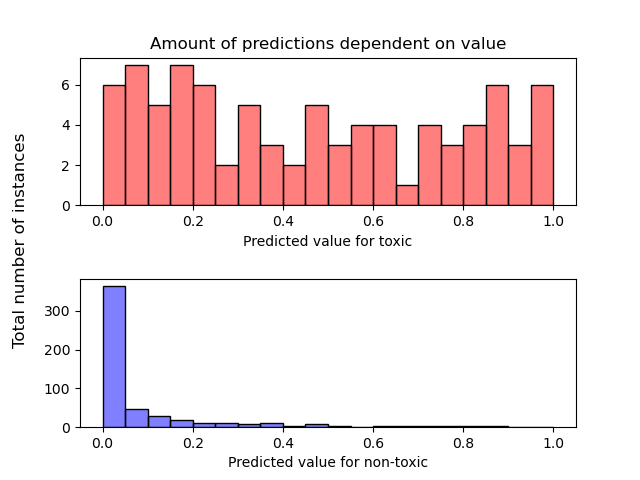 Amount of predictions dependent on value
6
4
2
0
0.0 0.2 0.4 0.6 0.8 1.0
Predicted value for toxic
Total number of instances
300
200
100
0
0.0 0.2 0.4 0.6 0.8 1.0
Predicted value for non-toxic